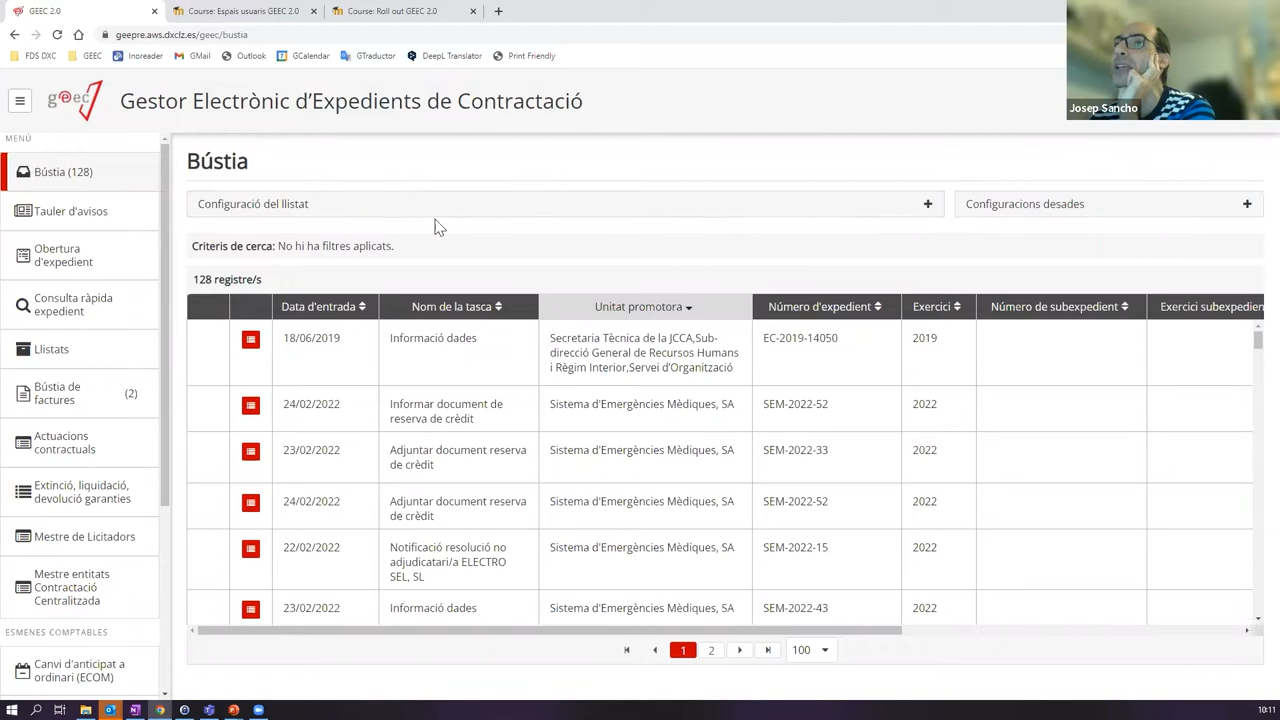 GEEC 2.0
Course: Espais usuaris GEEC 2.0
Course: Roll out GEEC 2.0
geepre.aws.dxclz.es/geec/bustia
FDS DXC
GEEC
Inoreader
GMail
Outlook
GCalendar
GTraductor
DeepL Translator
Print Friendly
Josep Sancho
geec
Gestor Electrònic d'Expedients de Contractació
MENÚ
Bústia (128)
Tauler d'avisos
Obertura
d'expedient
Consulta ràpida
expedient
Llistats
Bústia de
factures
(2)
Actuacions
contractuals
Extinció, liquidació,
devolució garanties
Mestre de Licitadors
Mestre entitats
Contractació
Centralitzada
ESMENES COMPTABLES
Canvi d'anticipat a
ordinari (ECOM)
Bústia
Configuració del llistat
Configuracions desades
Criteris de cerca: No hi ha filtres aplicats.
128 registre/s
Data d'entrada Nom de la tasca Unitat promotora Número d'expedient Exercici Número de subexpedient Exercici subexpedien
18/06/2019 Informació dades Secretaria Tècnica de la JCCA,Sub-
direcció General de Recursos Humans
i Règim Interior,Servei d'Organització
EC-2019-14050 2019
24/02/2022 Informar document de
reserva de crèdit
Sistema d'Emergències Mèdiques, SA SEM-2022-52 2022
23/02/2022 Adjuntar document reserva
de crèdit
Sistema d'Emergències Mèdiques, SA SEM-2022-33 2022
24/02/2022 Adjuntar document reserva
de crèdit
Sistema d'Emergències Mèdiques, SA SEM-2022-52 2022
22/02/2022 Notificació resolució no
adjudicatari/a ELECTRO
SEL, SL
Sistema d'Emergències Mèdiques, SA SEM-2022-15 2022
23/02/2022 Informació dades Sistema d'Emergències Mèdiques, SA SEM-2022-43 2022
1 2 100
10:11